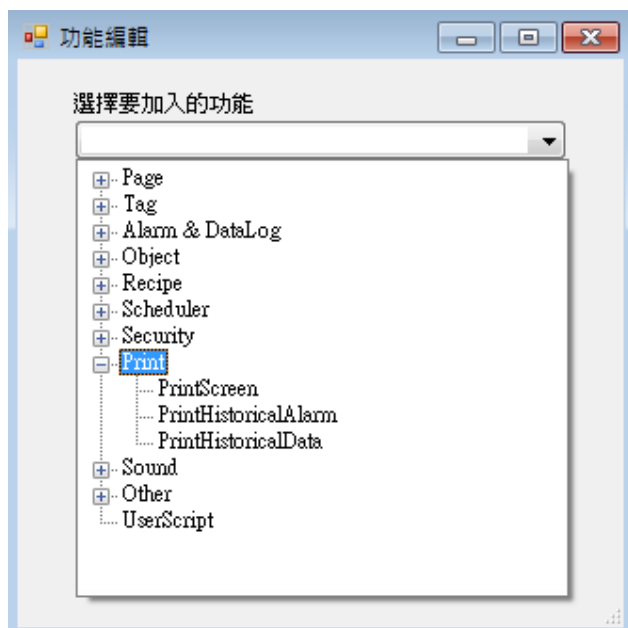 功能編輯
選擇要加入的功能
Page
Tag
Alarm & DataLog
Object
Recipe
Scheduler
Security
Print
PrintScreen
PrintHistoricalAlarm
PrintHistoricalData
Sound
Other
UserScript